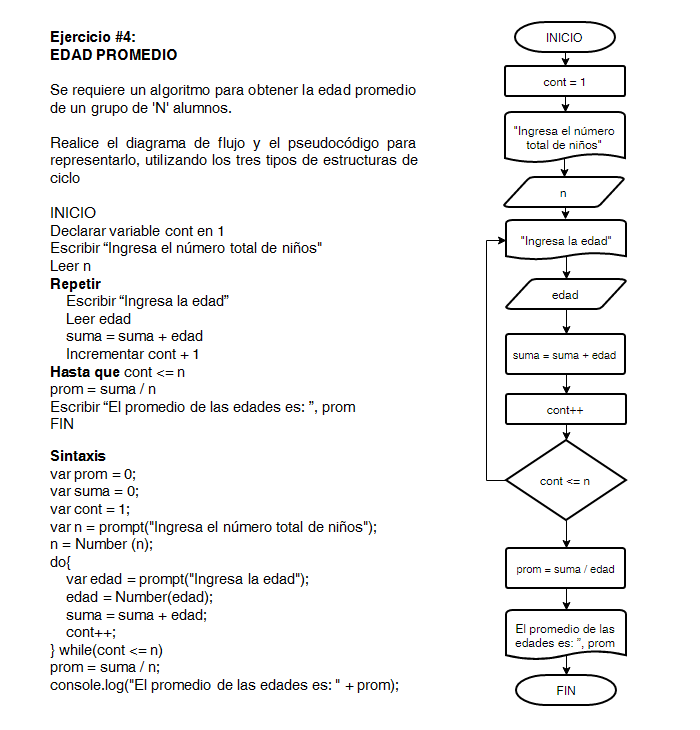 Ejercicio #4:
EDAD PROMEDIO
Se requiere un algoritmo para obtener la edad promedio
de un grupo de 'N' alumnos.
Realice el diagrama de flujo y el pseudocódigo para
representarlo, utilizando los tres tipos de estructuras de
ciclo
INICIO
Declarar variable cont en 1
Escribir “Ingresa el número total de niños"
Leer n
Repetir
Escribir “Ingresa la edad”
Leer edad
suma = suma + edad
Incrementar cont + 1
Hasta que cont <= n
prom = suma / n
Escribir “El promedio de las edades es: ”, prom
FIN
Sintaxis
var prom = 0;
var suma = 0;
var cont = 1;
var n = prompt("Ingresa el número total de niños");
n = Number (n);
do{
var edad = prompt("Ingresa la edad");
edad = Number(edad);
suma = suma + edad;
cont++;
} while(cont <= n)
prom = suma / n;
console.log("El promedio de las edades es: " + prom);
INICIO
cont = 1
"Ingresa el número
total de niños"
n
"Ingresa la edad"
edad
suma = suma + edad
cont++
cont <= n
prom = suma / edad
El promedio de las
edades es: ”, prom
FIN